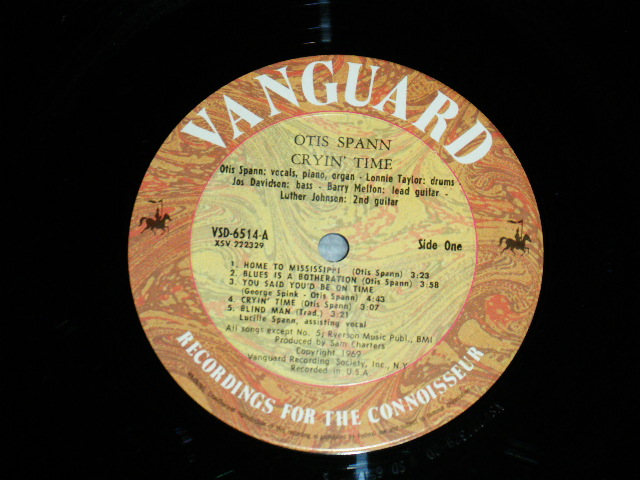 VANGUARD
OTIS SPANN
CRYIN' TIME
Otis Spann: vocals, piano, organ - Lonnie Taylor: drums
Jos Davidson: bass - Barry Melton: lead guitar -
Luther Johnson: 2nd guitar
VSD-6514-A
XSV 222329
Side One
1. HOME TO MISSISSIPPI (Otis Spann) 3:23
2. BLUES IS A BOTHERATION (Otis Spann) 3:58
3. YOU SAID YOU'D BE ON TIME
(George Spink - Otis Spann) 4:43
4. CRYIN' TIME (Otis Spann) 3:07
5. BLIND MAN (Trad.) 3:21
Lucille Spann, assisting vocal
All songs except No. 5, Ryerson Music Publ., BMI
Produced by Sam Charters
Copyright 1969
Vanguard Recording Society, Inc., N.Y.
Recorded in U.S.A.
RECORDINGS FOR THE CONNOISSEUR